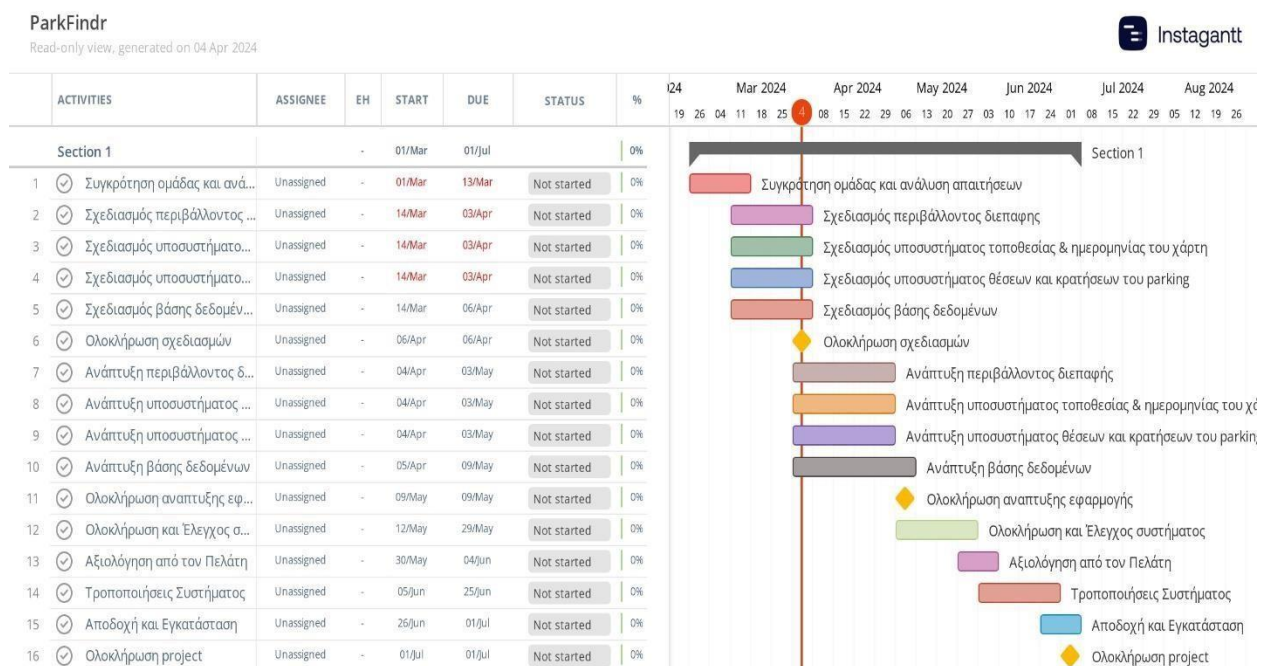 ParkFindr
Read-only view, generated on 04 Apr 2024
Instagantt
ACTIVITIES ASSIGNEE EH START DUE STATUS %
24 Mar 2024 Apr 2024 May 2024 Jun 2024 Jul 2024 Aug 2024
19 26 04 11 18 25 4 08 15 22 29 06 13 20 27 03 10 17 24 01 08 15 22 29 05 12 19 26
Section 1 - 01/Mar 01/Jul 0% Section 1
1 Συγκρότηση ομάδας και ανά... Unassigned - 01/Mar 13/Mar Not started 0% Συγκρότηση ομάδας και ανάλυση απαιτήσεων
2 Σχεδιασμός περιβάλλοντος ... Unassigned - 14/Mar 03/Apr Not started 0% Σχεδιασμός περιβάλλοντος διεπαφης
3 Σχεδιασμός υποσυστήματο... Unassigned - 14/Mar 03/Apr Not started 0% Σχεδιασμός υποσυστήματος τοποθεσίας & ημερομηνίας του χάρτη
4 Σχεδιασμός υποσυστήματο... Unassigned - 14/Mar 03/Apr Not started 0% Σχεδιασμός υποσυστήματος θέσεων και κρατήσεων του parking
5 Σχεδιασμός βάσης δεδομέν... Unassigned - 14/Mar 06/Apr Not started 0% Σχεδιασμός βάσης δεδομένων
6 Ολοκλήρωση σχεδιασμών Unassigned - 06/Apr 06/Apr Not started 0% Ολοκλήρωση σχεδιασμών
7 Ανάπτυξη περιβάλλοντος δ... Unassigned - 04/Apr 03/May Not started 0% Ανάπτυξη περιβάλλοντος διεπαφής
8 Ανάπτυξη υποσυστήματος ... Unassigned - 04/Apr 03/May Not started 0% Ανάπτυξη υποσυστήματος τοποθεσίας & ημερομηνίας του χά
9 Ανάπτυξη υποσυστήματος ... Unassigned - 04/Apr 03/May Not started 0% Ανάπτυξη υποσυστήματος θέσεων και κρατήσεων του parkin
10 Ανάπτυξη βάσης δεδομένων Unassigned - 05/Apr 09/May Not started 0% Ανάπτυξη βάσης δεδομένων
11 Ολοκλήρωση αναπτυξης εφ... Unassigned - 09/May 09/May Not started 0% Ολοκλήρωση αναπτυξης εφαρμογής
12 Ολοκλήρωση και Έλεγχος σ... Unassigned - 12/May 29/May Not started 0% Ολοκλήρωση και Έλεγχος συστήματος
13 Αξιολόγηση από τον Πελάτη Unassigned - 30/May 04/Jun Not started 0% Αξιολόγηση από τον Πελάτη
14 Τροποποιήσεις Συστήματος Unassigned - 05/Jun 25/Jun Not started 0% Τροποποιήσεις Συστήματος
15 Αποδοχή και Εγκατάσταση Unassigned - 26/Jun 01/Jul Not started 0% Αποδοχή και Εγκατάσταση
16 Ολοκλήρωση project Unassigned - 01/Jul 01/Jul Not started 0% Ολοκλήρωση project